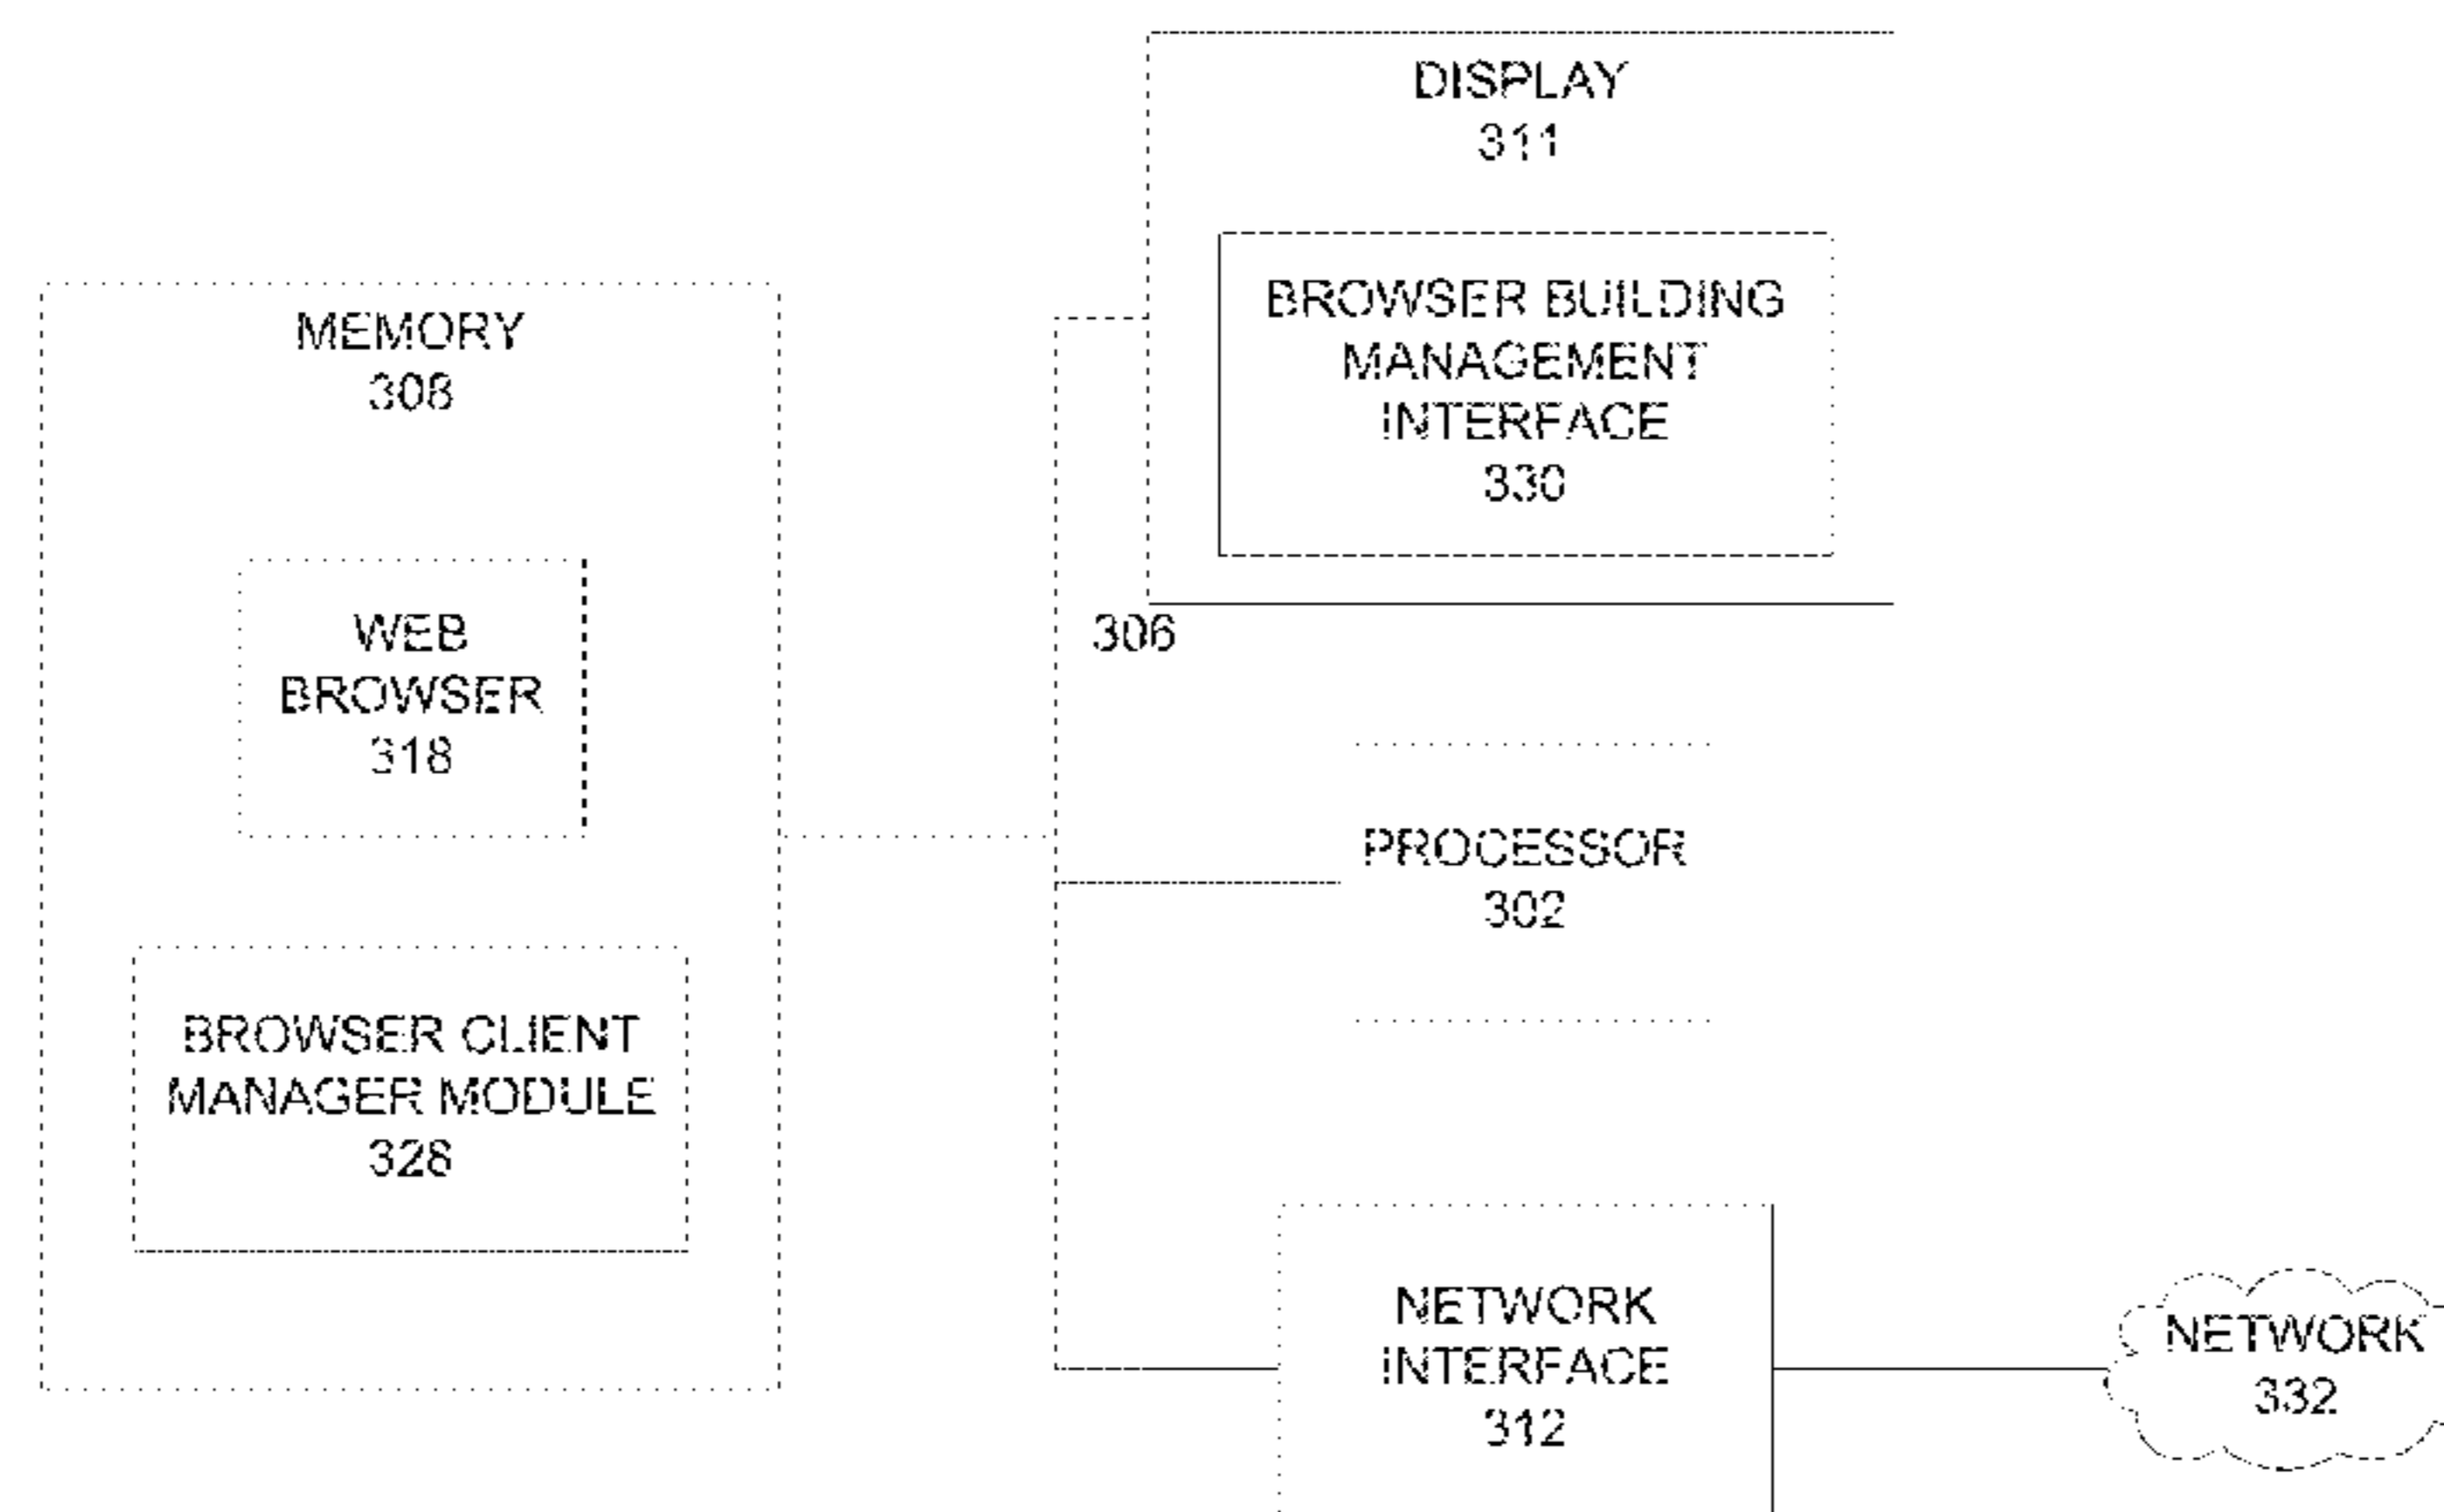 DISPLAY
311
BROWSER BUILDING
MANAGEMENT
INTERFACE
330
MEMORY
308
WEB
BROWSER
318
BROWSER CLIENT
MANAGER MODULE
328
306
PROCESSOR
302
NETWORK
INTERFACE
312
NETWORK
332